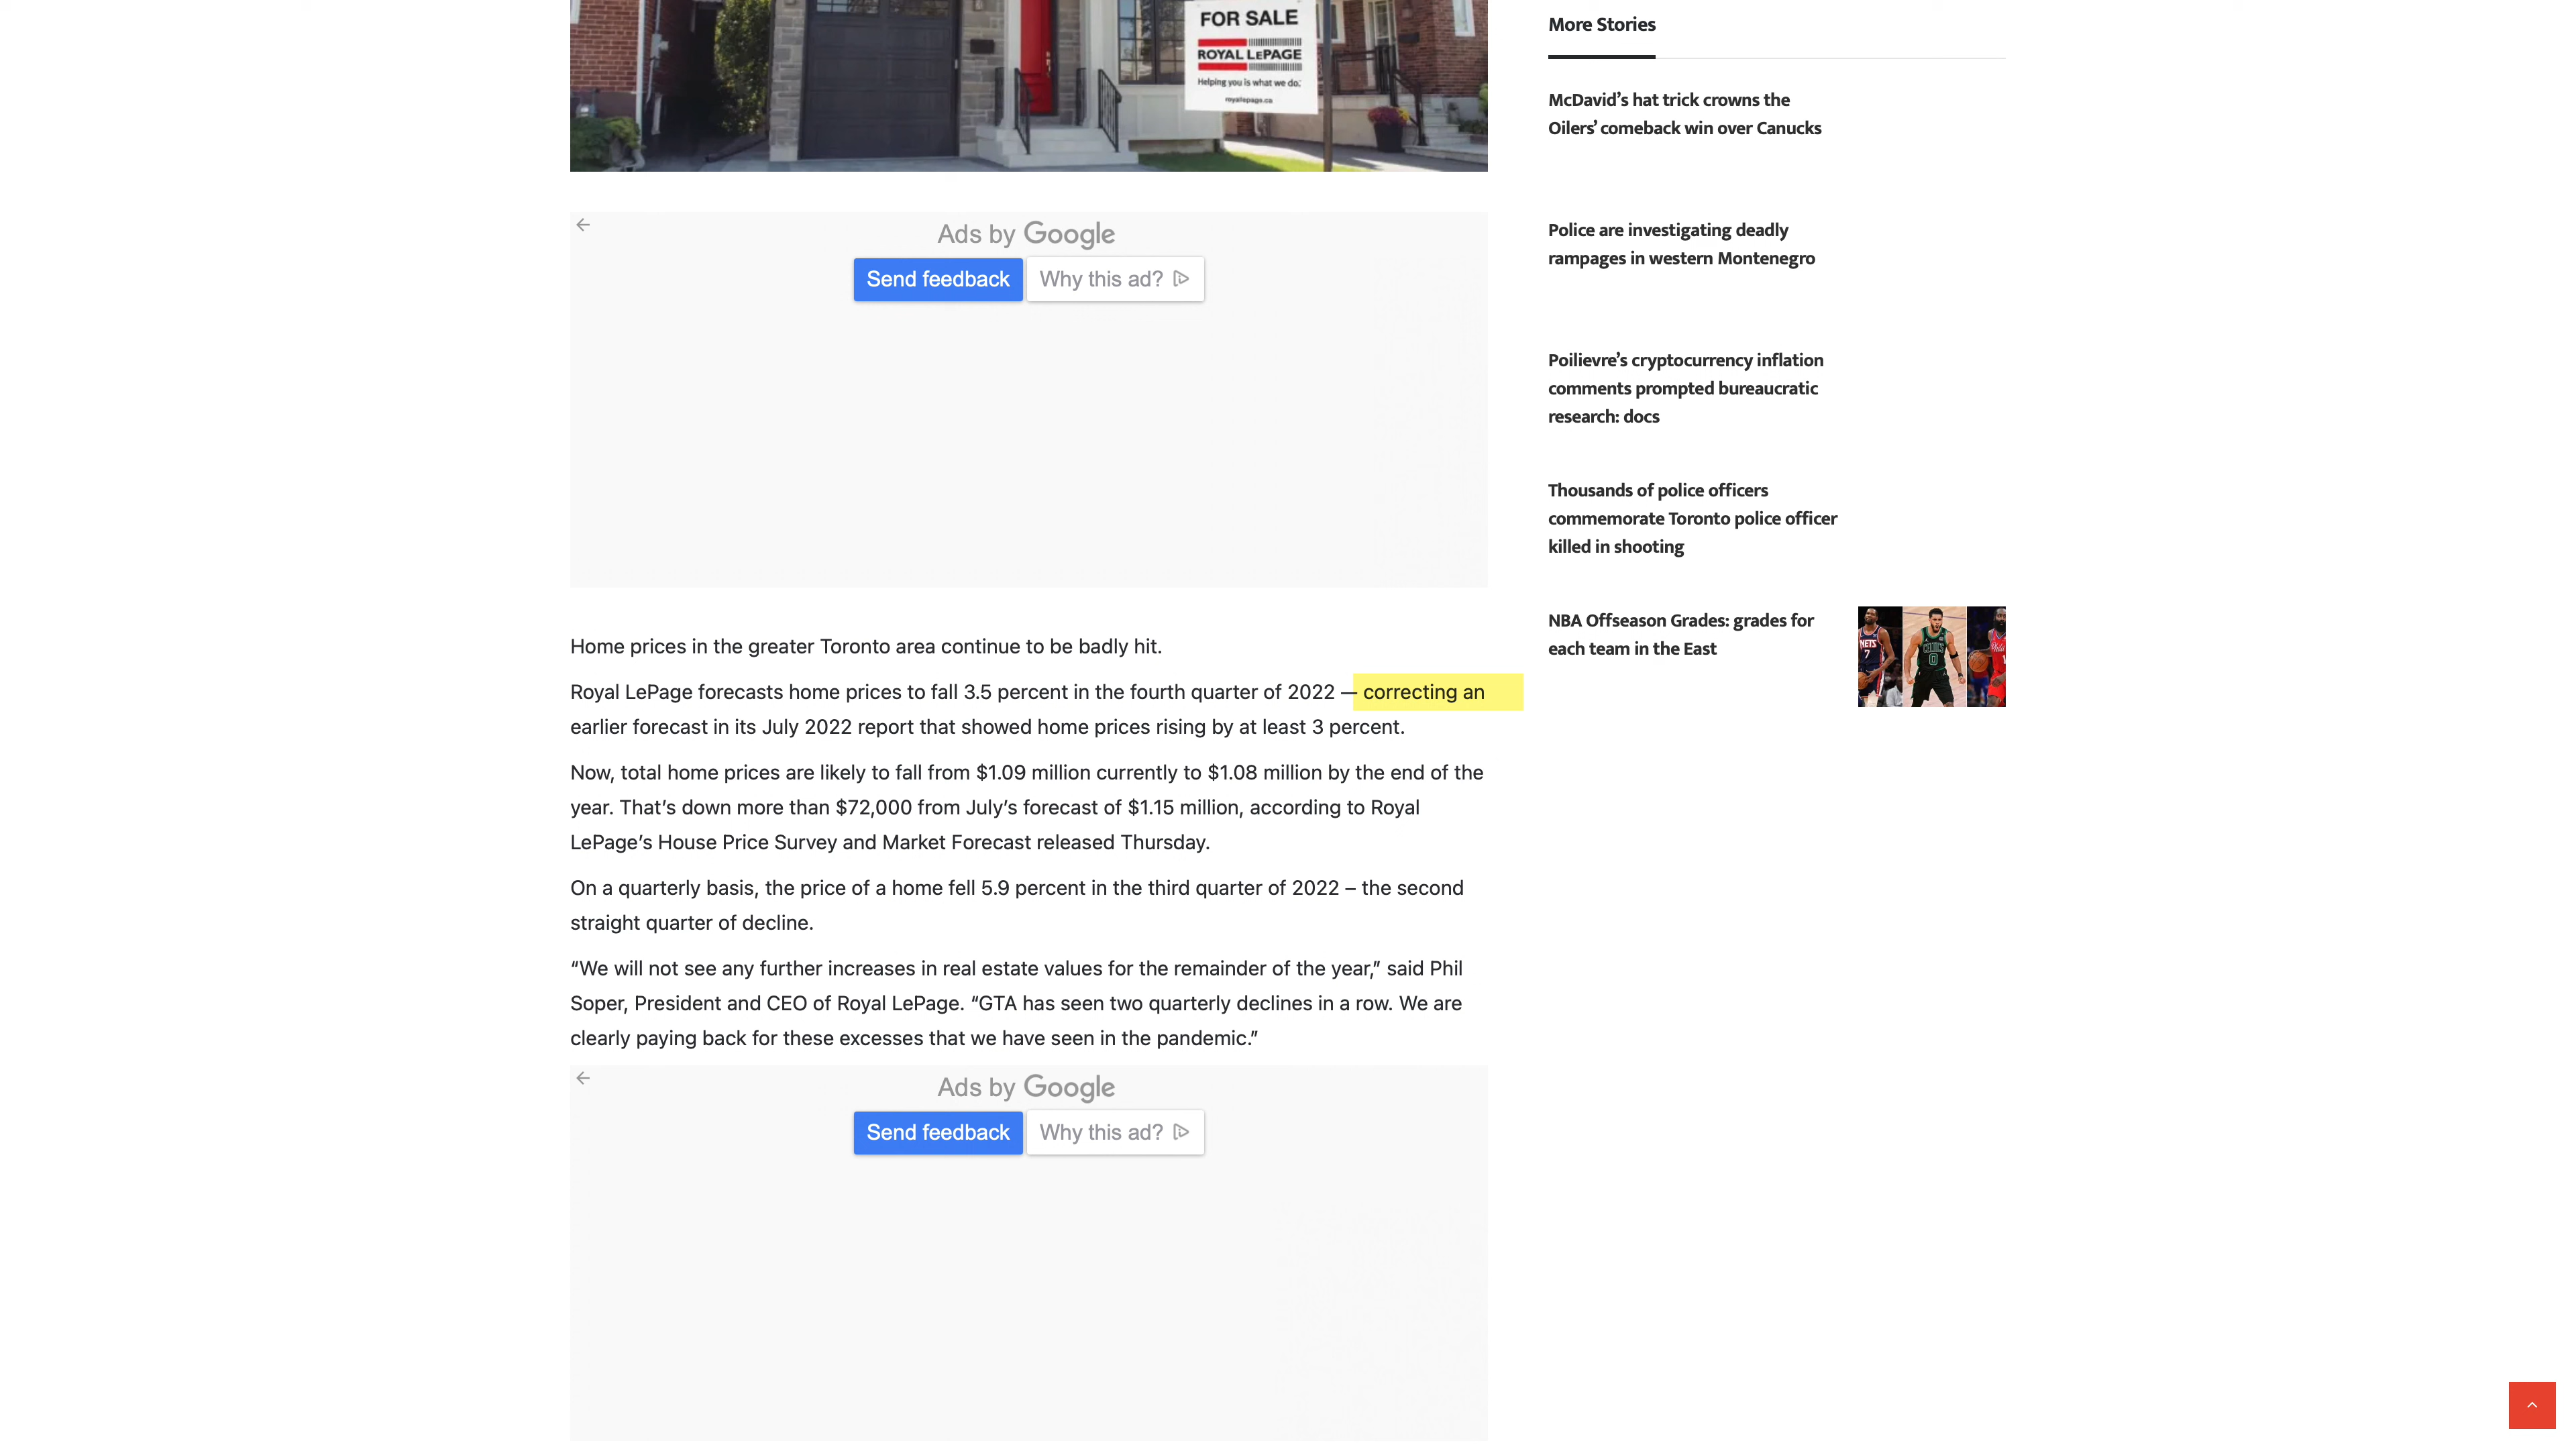 FOR SALE
ROYAL LEPAGE
Helping you is what we do.
royallepage.ca
Ads by Google
Send feedback
Why this ad?
Home prices in the greater Toronto area continue to be badly hit.
Royal LePage forecasts home prices to fall 3.5 percent in the fourth quarter of 2022 — correcting an
earlier forecast in its July 2022 report that showed home prices rising by at least 3 percent.
Now, total home prices are likely to fall from $1.09 million currently to $1.08 million by the end of the
year. That’s down more than $72,000 from July’s forecast of $1.15 million, according to Royal
LePage’s House Price Survey and Market Forecast released Thursday.
On a quarterly basis, the price of a home fell 5.9 percent in the third quarter of 2022 – the second
straight quarter of decline.
“We will not see any further increases in real estate values for the remainder of the year,” said Phil
Soper, President and CEO of Royal LePage. “GTA has seen two quarterly declines in a row. We are
clearly paying back for these excesses that we have seen in the pandemic.”
Ads by Google
Send feedback
Why this ad?
More Stories
McDavid’s hat trick crowns the
Oilers’ comeback win over Canucks
Police are investigating deadly
rampages in western Montenegro
Poilievre’s cryptocurrency inflation
comments prompted bureaucratic
research: docs
Thousands of police officers
commemorate Toronto police officer
killed in shooting
NBA Offseason Grades: grades for
each team in the East
NETS
7
CELTICS
0